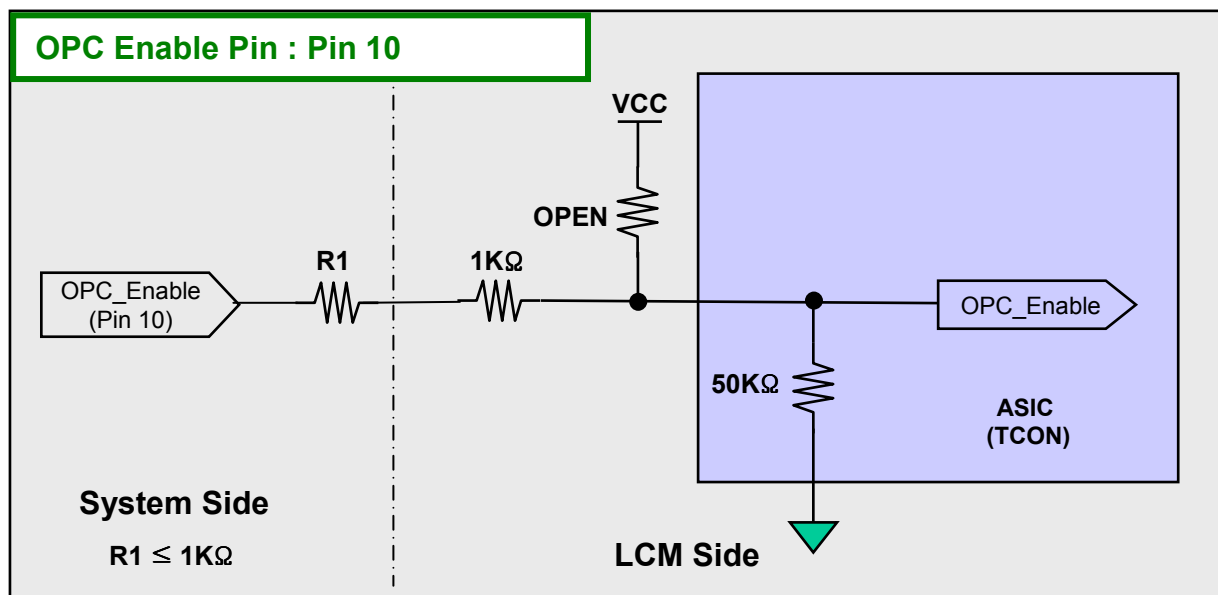 OPC Enable Pin : Pin 10
VCC
OPEN
R1
1KΩ
OPC_Enable
(Pin 10)
OPC_Enable
50KΩ
ASIC
(TCON)
System Side
R1 ≤ 1KΩ
LCM Side